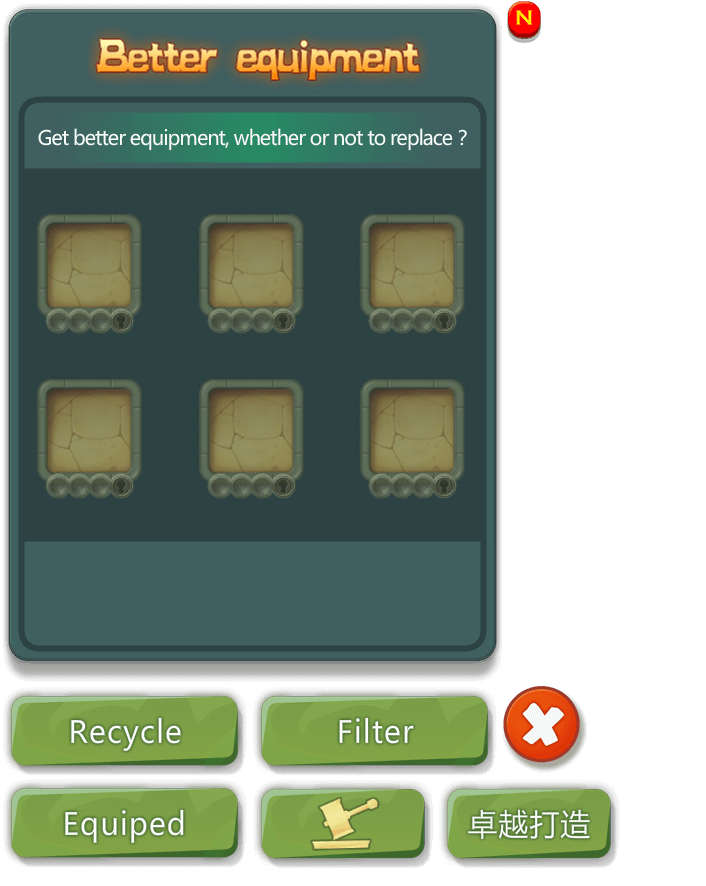 Better equipment
N
Get better equipment, whether or not to replace ?
Recycle
Filter
Equiped
卓越打造